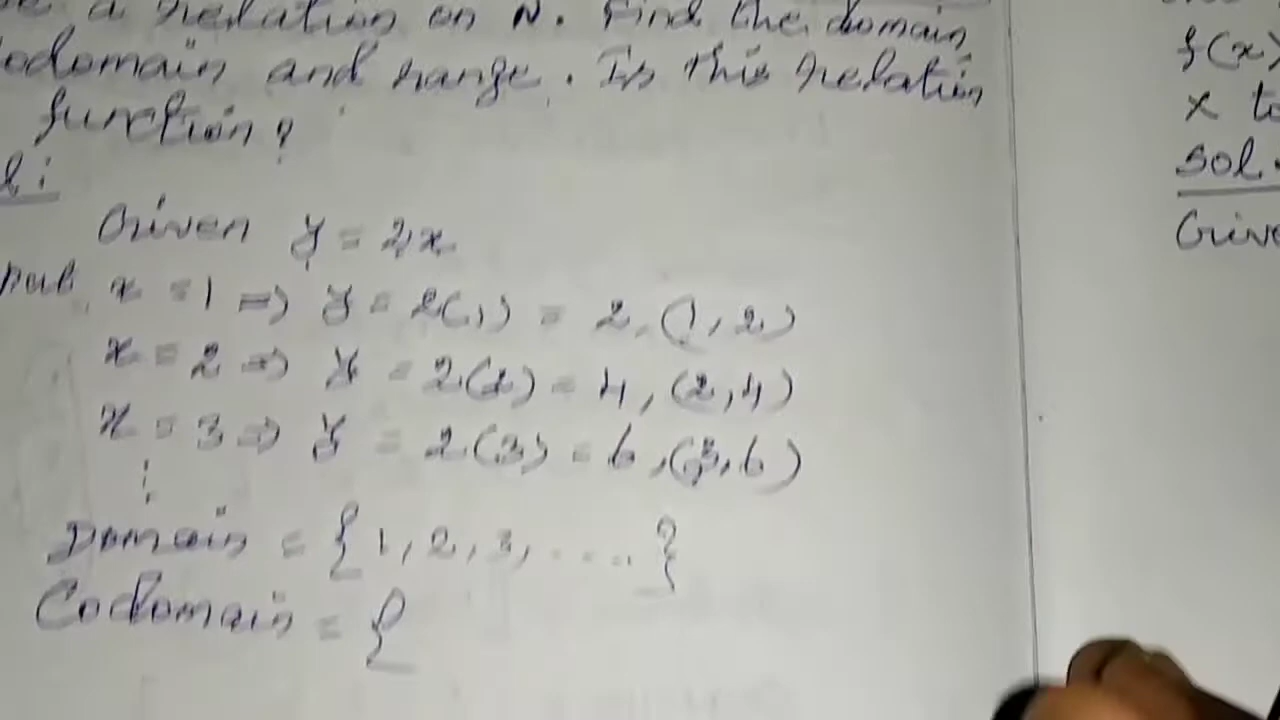 a relation on N. Find the domain
codomain and range. Is this relation
function?
Given y = 2x
put x = 1 => y = 2(1) = 2, (1,2)
x = 2 => y = 2(2) = 4, (2,4)
x = 3 => y = 2(3) = 6, (3,6)
⋮
Domain = {1, 2, 3, .....}
Codomain = {
f(x)
x to
Sol.
Give